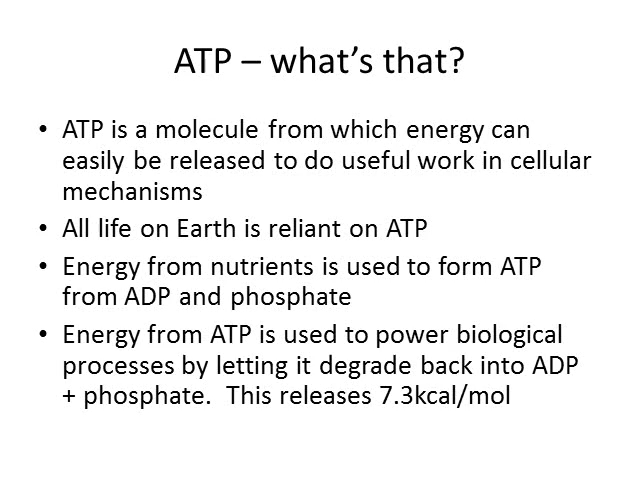 ATP – what’s that?
• ATP is a molecule from which energy can
easily be released to do useful work in cellular
mechanisms
• All life on Earth is reliant on ATP
• Energy from nutrients is used to form ATP
from ADP and phosphate
• Energy from ATP is used to power biological
processes by letting it degrade back into ADP
+ phosphate.  This releases 7.3kcal/mol